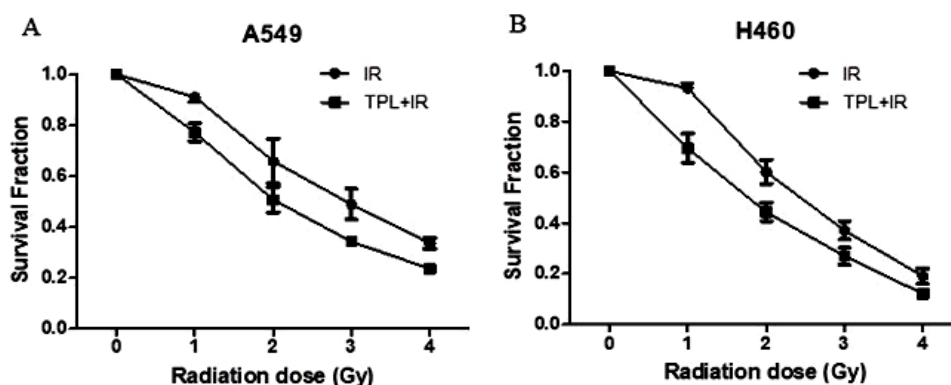 A
A549
IR
TPL+IR
Survival Fraction
1.0
0.8
0.6
0.4
0.2
0.0
0 1 2 3 4
Radiation dose (Gy)
B
H460
IR
TPL+IR
Survival Fraction
1.0
0.8
0.6
0.4
0.2
0.0
0 1 2 3 4
Radiation dose (Gy)